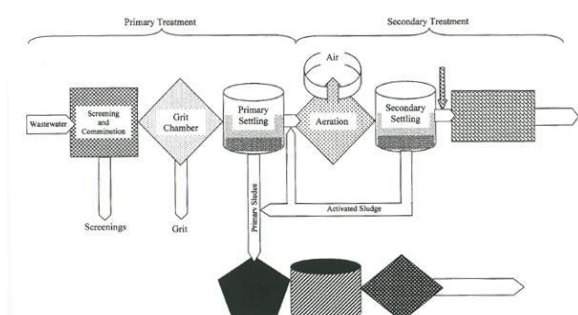 Primary Treatment
Secondary Treatment
Air
Wastewater
Screening
and
Comminution
Grit
Chamber
Primary
Settling
Aeration
Secondary
Settling
Primary Sludge
Activated Sludge
Screenings
Grit